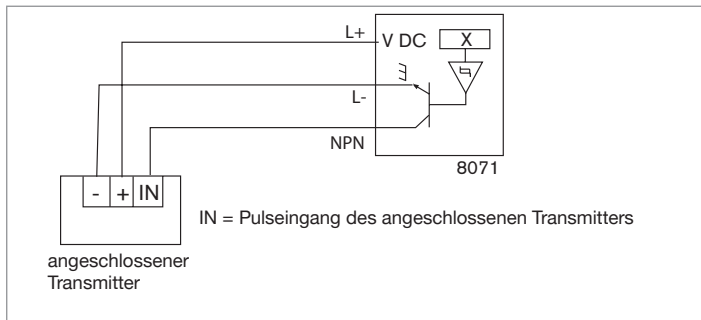 L+
V DC
X
L-
NPN
8071
- + IN
IN = Pulseingang des angeschlossenen Transmitters
angeschlossener
Transmitter